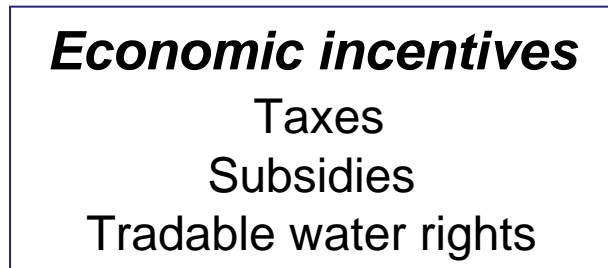 Economic incentives
Taxes
Subsidies
Tradable water rights